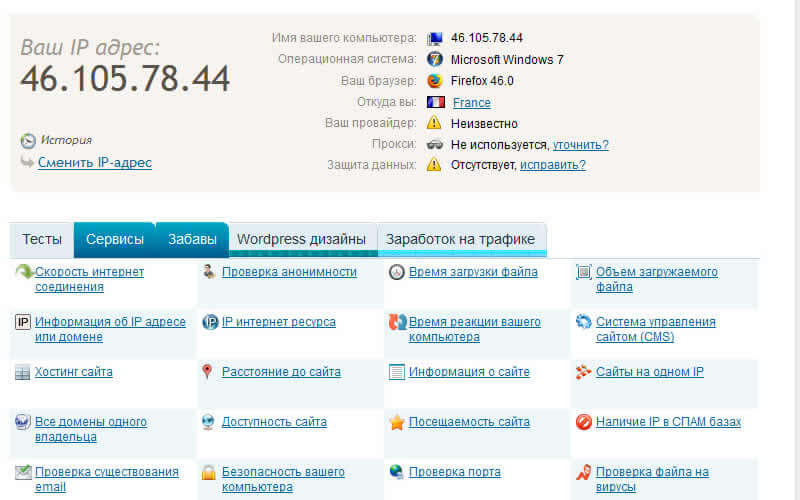 Ваш IP адрес:
46.105.78.44
История
Сменить IP-адрес
Имя вашего компьютера: 46.105.78.44
Операционная система: Microsoft Windows 7
Ваш браузер: Firefox 46.0
Откуда вы: France
Ваш провайдер: Неизвестно
Прокси: Не используется, уточнить?
Защита данных: Отсутствует, исправить?
Тесты Сервисы Забавы Wordpress дизайны Заработок на трафике
Скорость интернет
соединения
Проверка анонимности
Время загрузки файла
Объем загружаемого
файла
Информация об IP адресе
или домене
IP интернет ресурса
Время реакции вашего
компьютера
Система управления
сайтом (CMS)
Хостинг сайта
Расстояние до сайта
Информация о сайте
Сайты на одном IP
Все домены одного
владельца
Доступность сайта
Посещаемость сайта
Наличие IP в СПАМ базах
Проверка существования
email
Безопасность вашего
компьютера
Проверка порта
Проверка файла на
вирусы